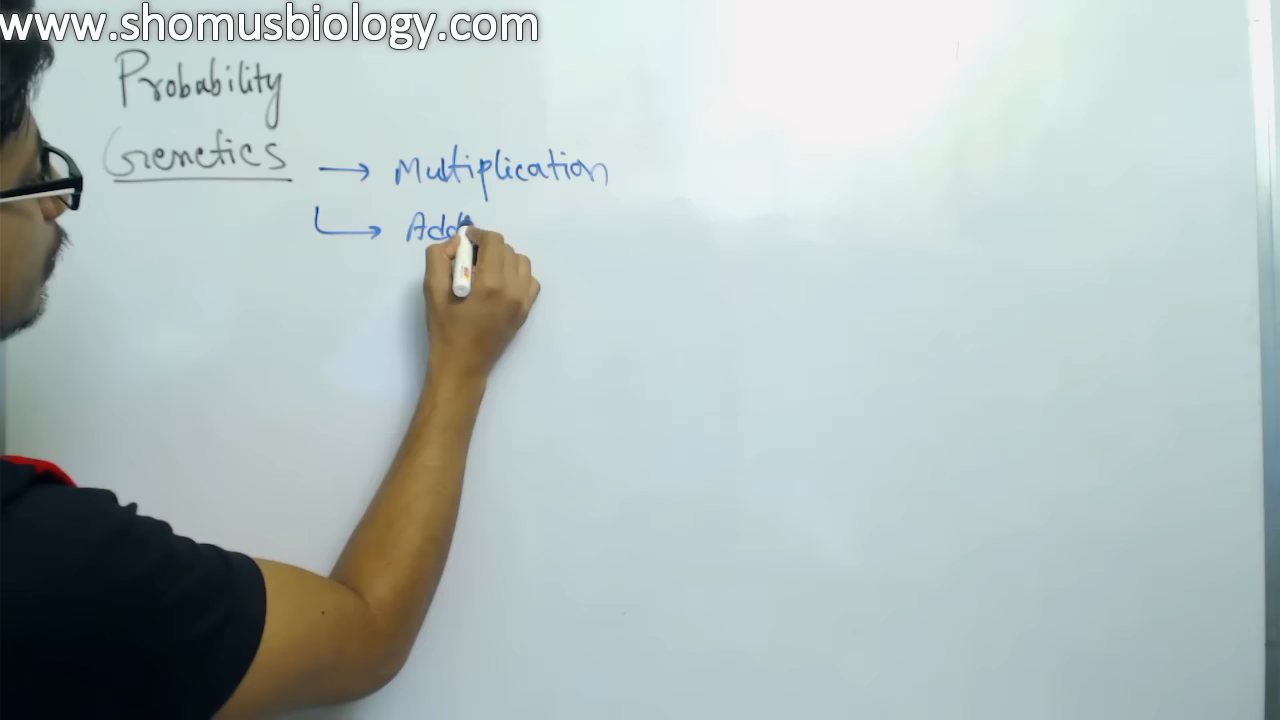 www.shomusbiology.com
Probability
Genetics → Multiplication
→ Add